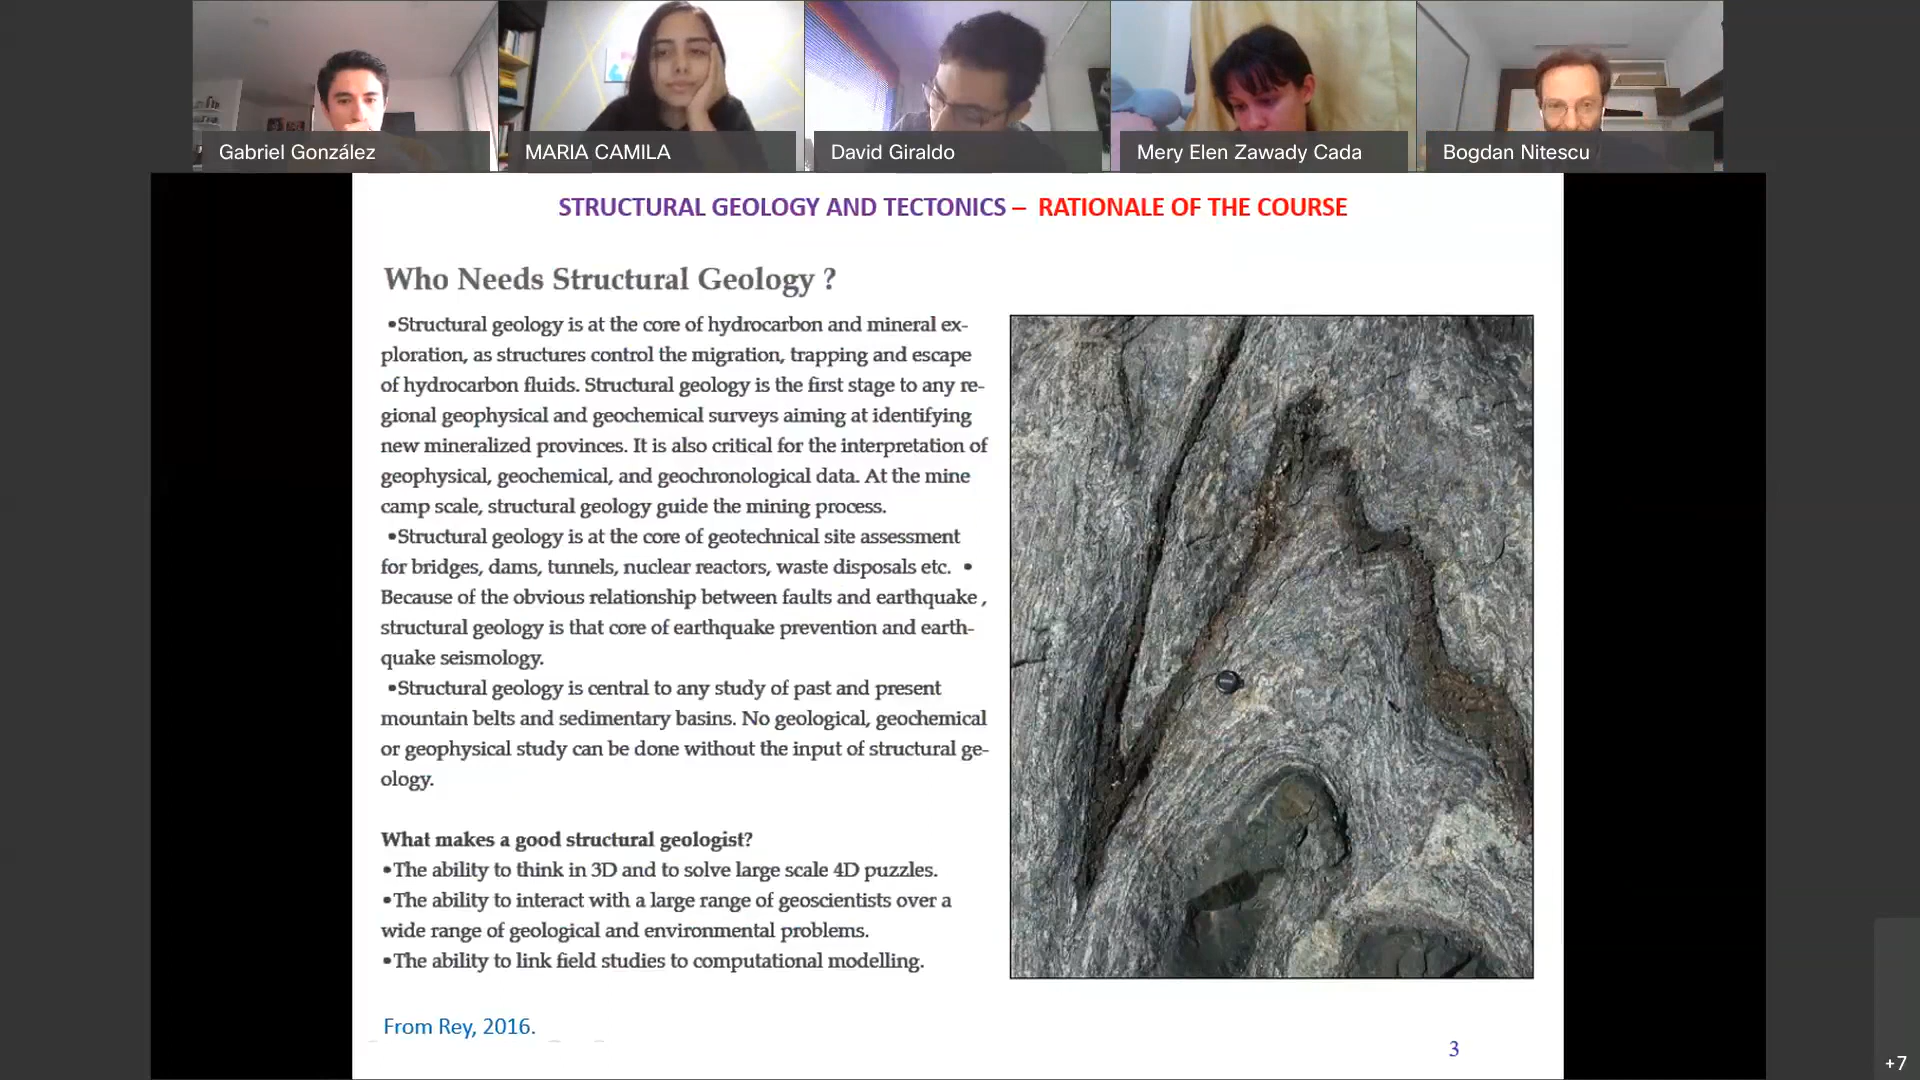 Gabriel González
MARIA CAMILA
David Giraldo
Mery Elen Zawady Cada
Bogdan Nitescu
STRUCTURAL GEOLOGY AND TECTONICS – RATIONALE OF THE COURSE
Who Needs Structural Geology ?
•Structural geology is at the core of hydrocarbon and mineral ex-
ploration, as structures control the migration, trapping and escape
of hydrocarbon fluids. Structural geology is the first stage to any re-
gional geophysical and geochemical surveys aiming at identifying
new mineralized provinces. It is also critical for the interpretation of
geophysical, geochemical, and geochronological data. At the mine
camp scale, structural geology guide the mining process.
•Structural geology is at the core of geotechnical site assessment
for bridges, dams, tunnels, nuclear reactors, waste disposals etc. •
Because of the obvious relationship between faults and earthquake ,
structural geology is that core of earthquake prevention and earth-
quake seismology.
•Structural geology is central to any study of past and present
mountain belts and sedimentary basins. No geological, geochemical
or geophysical study can be done without the input of structural ge-
ology.
What makes a good structural geologist?
•The ability to think in 3D and to solve large scale 4D puzzles.
•The ability to interact with a large range of geoscientists over a
wide range of geological and environmental problems.
•The ability to link field studies to computational modelling.
From Rey, 2016.
3
+7